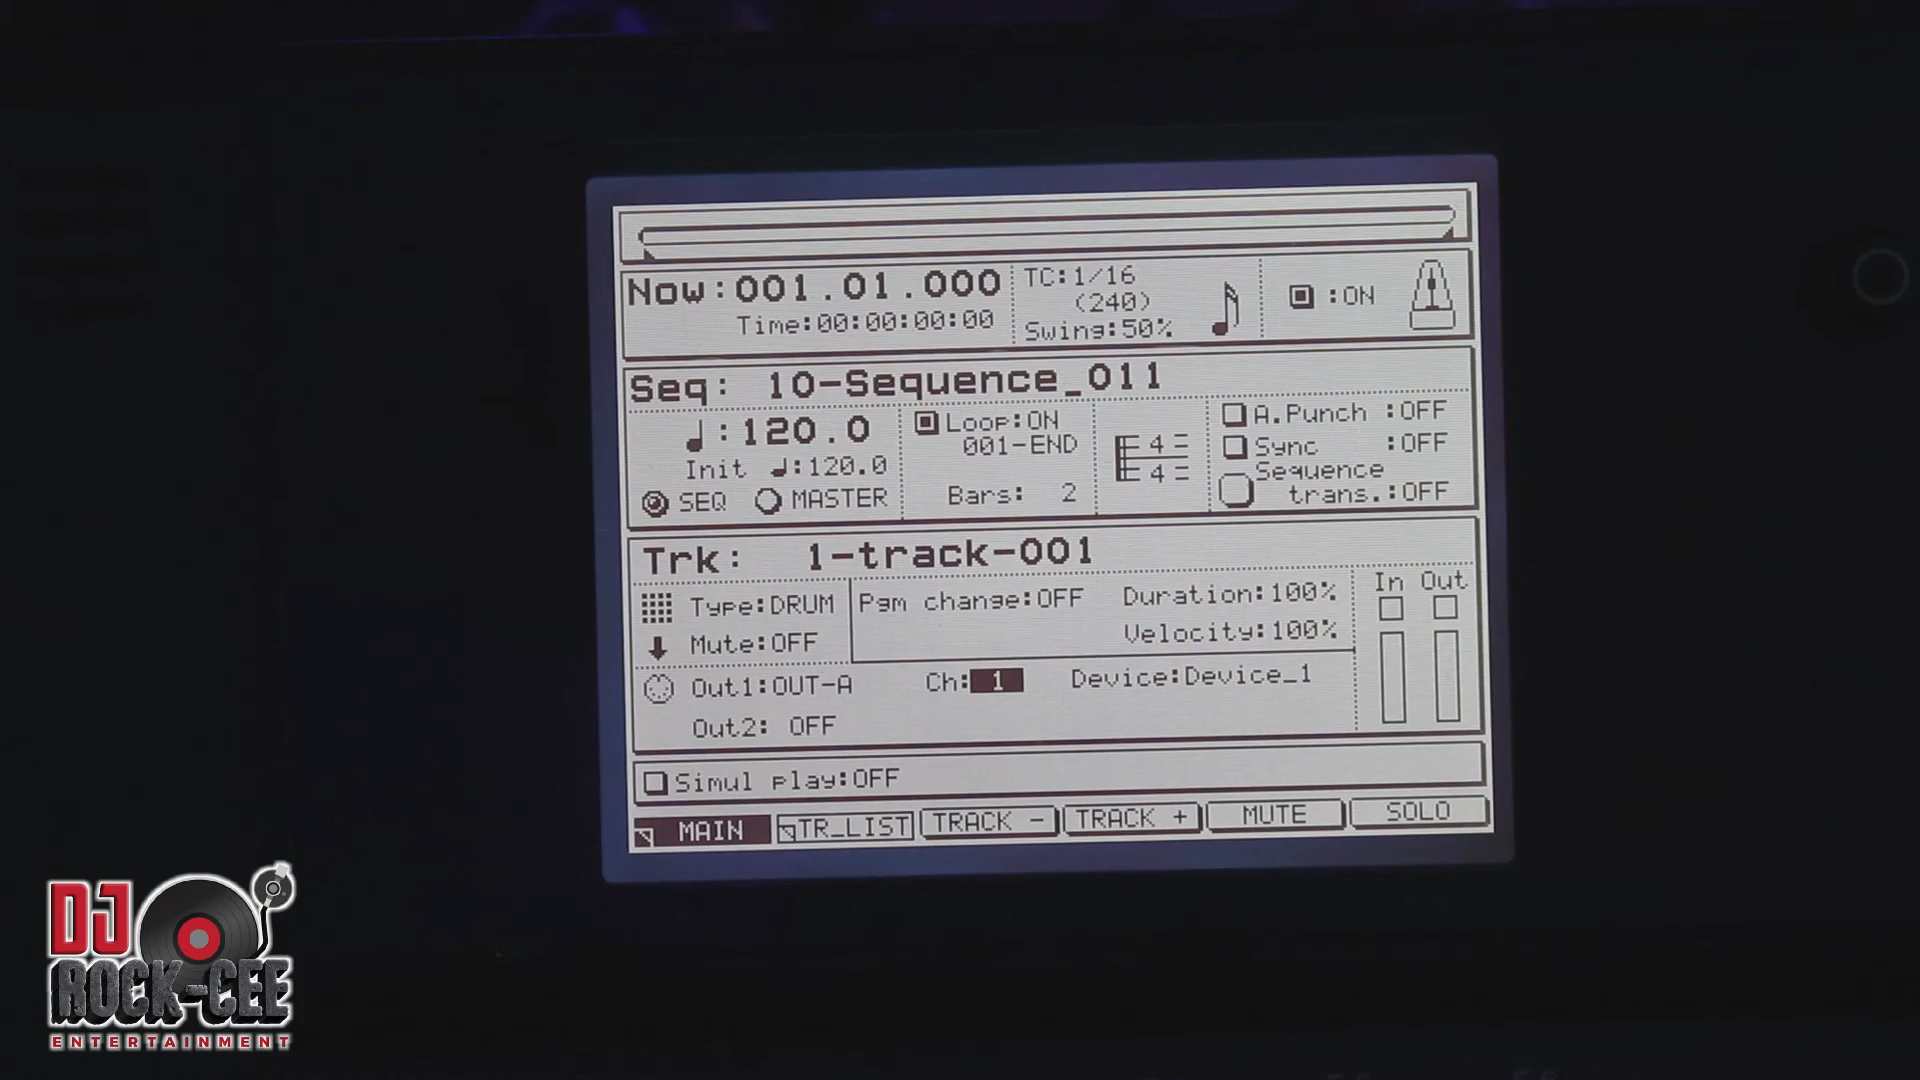 Now:001.01.000
Time:00:00:00:00
TC:1/16
(240)
Swing:50%
:ON
Seq: 10-Sequence_011
:120.0
Init :120.0
SEQ MASTER
Loop:ON
001-END
Bars: 2
4
4
A.Punch :OFF
Sync :OFF
Sequence
trans.:OFF
Trk: 1-track-001
Type:DRUM
Mute:OFF
Pgm change:OFF
Duration:100%
Velocity:100%
In Out
Out1:OUT-A
Ch: 1
Device:Device_1
Out2: OFF
Simul play:OFF
MAIN
TR_LIST
TRACK -
TRACK +
MUTE
SOLO
DJ
ROCK-CEE
ENTERTAINMENT